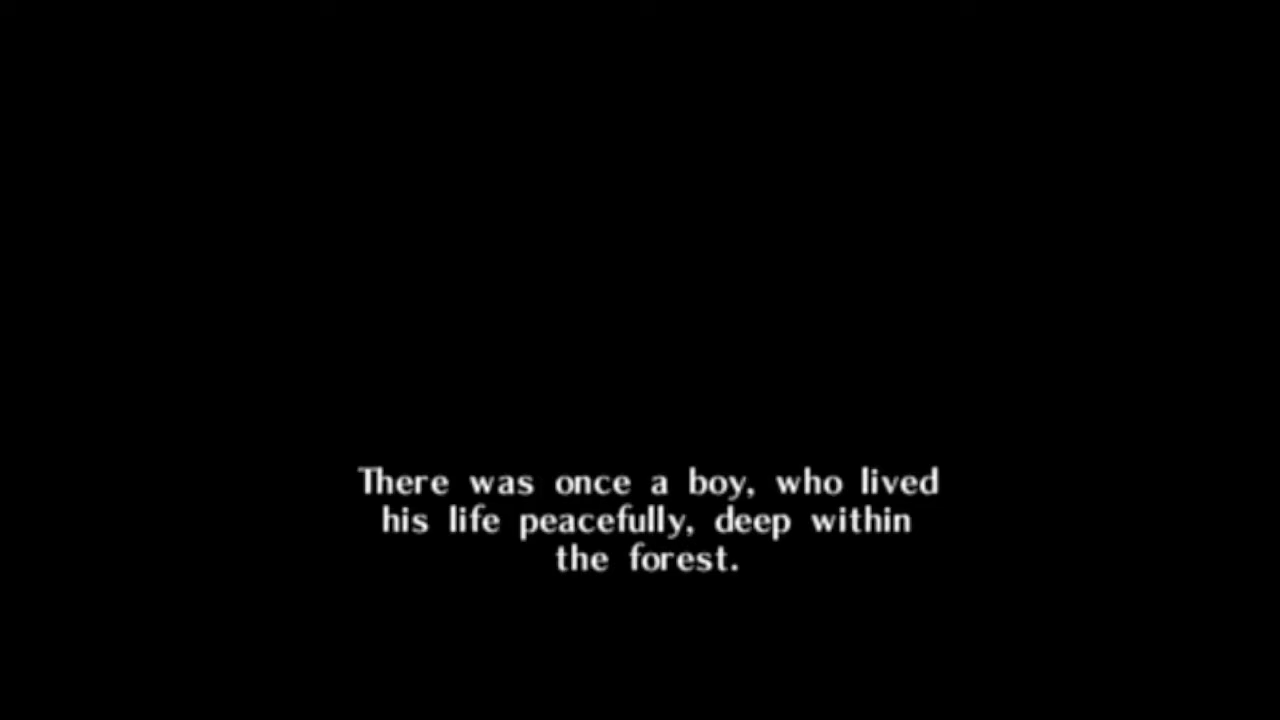 There was once a boy, who lived
his life peacefully, deep within
the forest.